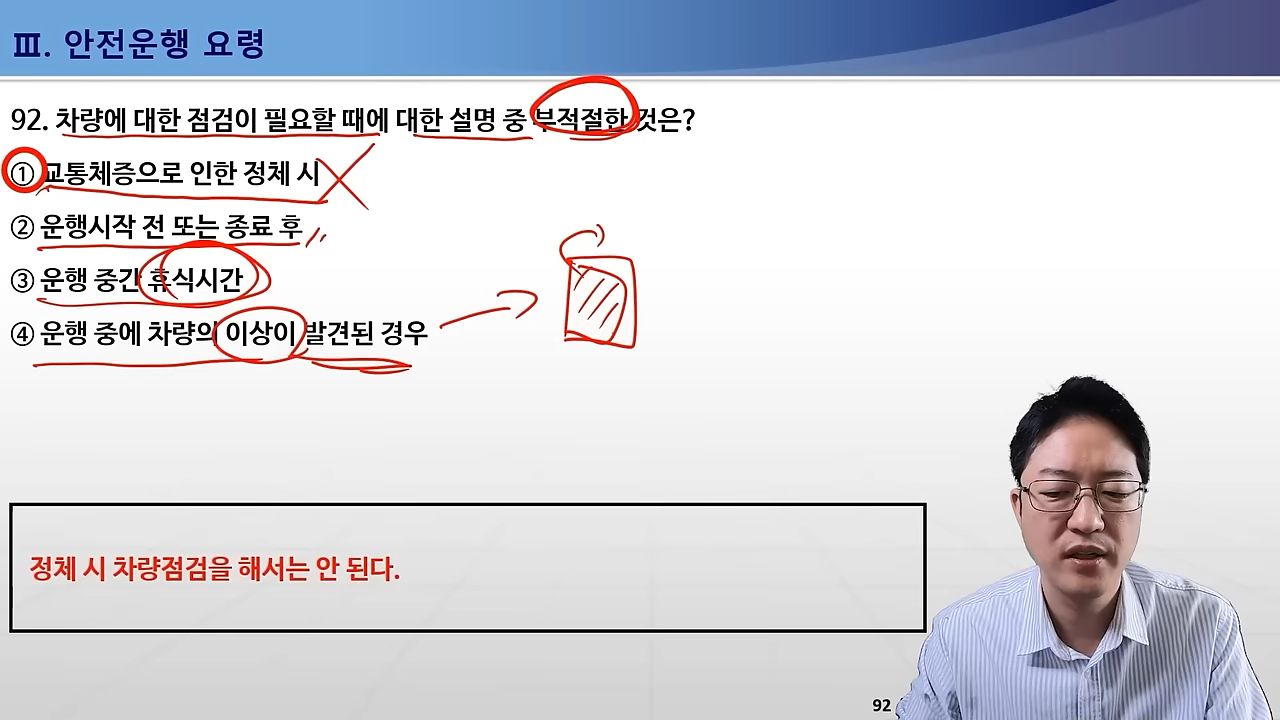 Ⅲ. 안전운행 요령
92. 차량에 대한 점검이 필요할 때에 대한 설명 중 부적절한 것은?
① 교통체증으로 인한 정체 시
② 운행시작 전 또는 종료 후
③ 운행 중간 휴식시간
④ 운행 중에 차량의 이상이 발견된 경우
정체 시 차량점검을 해서는 안 된다.
92